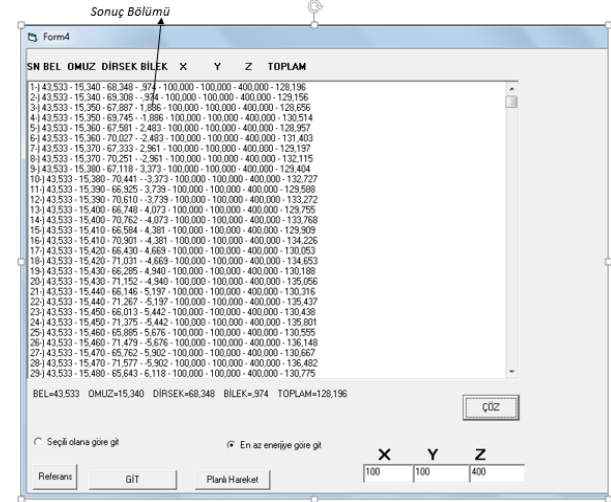 Sonuç Bölümü
Form4
SN BEL OMUZ DİRSEK BİLEK X Y Z TOPLAM
1-) 43,533 - 15,340 - 68,348 - ,974 - 100,000 - 100,000 - 400,000 - 128,196
2-) 43,533 - 15,340 - 69,308 - -,974 - 100,000 - 100,000 - 400,000 - 129,156
3-) 43,533 - 15,350 - 67,887 - 1,886 - 100,000 - 100,000 - 400,000 - 128,656
4-) 43,533 - 15,350 - 69,745 - -1,886 - 100,000 - 100,000 - 400,000 - 130,514
5-) 43,533 - 15,360 - 67,581 - 2,483 - 100,000 - 100,000 - 400,000 - 128,957
6-) 43,533 - 15,360 - 70,027 - -2,483 - 100,000 - 100,000 - 400,000 - 131,403
7-) 43,533 - 15,370 - 67,333 - 2,961 - 100,000 - 100,000 - 400,000 - 129,197
8-) 43,533 - 15,370 - 70,251 - -2,961 - 100,000 - 100,000 - 400,000 - 132,115
9-) 43,533 - 15,380 - 67,118 - 3,373 - 100,000 - 100,000 - 400,000 - 129,404
10-) 43,533 - 15,380 - 70,441 - -3,373 - 100,000 - 100,000 - 400,000 - 132,727
11-) 43,533 - 15,390 - 66,925 - 3,739 - 100,000 - 100,000 - 400,000 - 129,588
12-) 43,533 - 15,390 - 70,610 - -3,739 - 100,000 - 100,000 - 400,000 - 133,272
13-) 43,533 - 15,400 - 66,748 - 4,073 - 100,000 - 100,000 - 400,000 - 129,755
14-) 43,533 - 15,400 - 70,762 - -4,073 - 100,000 - 100,000 - 400,000 - 133,768
15-) 43,533 - 15,410 - 66,584 - 4,381 - 100,000 - 100,000 - 400,000 - 129,909
16-) 43,533 - 15,410 - 70,901 - -4,381 - 100,000 - 100,000 - 400,000 - 134,226
17-) 43,533 - 15,420 - 66,430 - 4,669 - 100,000 - 100,000 - 400,000 - 130,053
18-) 43,533 - 15,420 - 71,031 - -4,669 - 100,000 - 100,000 - 400,000 - 134,653
19-) 43,533 - 15,430 - 66,285 - 4,940 - 100,000 - 100,000 - 400,000 - 130,188
20-) 43,533 - 15,430 - 71,152 - -4,940 - 100,000 - 100,000 - 400,000 - 135,056
21-) 43,533 - 15,440 - 66,146 - 5,197 - 100,000 - 100,000 - 400,000 - 130,316
22-) 43,533 - 15,440 - 71,267 - -5,197 - 100,000 - 100,000 - 400,000 - 135,437
23-) 43,533 - 15,450 - 66,013 - 5,442 - 100,000 - 100,000 - 400,000 - 130,438
24-) 43,533 - 15,450 - 71,375 - -5,442 - 100,000 - 100,000 - 400,000 - 135,801
25-) 43,533 - 15,460 - 65,885 - 5,676 - 100,000 - 100,000 - 400,000 - 130,555
26-) 43,533 - 15,460 - 71,479 - -5,676 - 100,000 - 100,000 - 400,000 - 136,148
27-) 43,533 - 15,470 - 65,762 - 5,902 - 100,000 - 100,000 - 400,000 - 130,667
28-) 43,533 - 15,470 - 71,577 - -5,902 - 100,000 - 100,000 - 400,000 - 136,482
29-) 43,533 - 15,480 - 65,643 - 6,118 - 100,000 - 100,000 - 400,000 - 130,775
BEL=43,533 OMUZ=15,340 DİRSEK=68,348 BİLEK=,974 TOPLAM=128,196
ÇÖZ
Seçili olana göre git
En az enerjiye göre git
X Y Z
Referans
GİT
Planlı Hareket
100 100 400